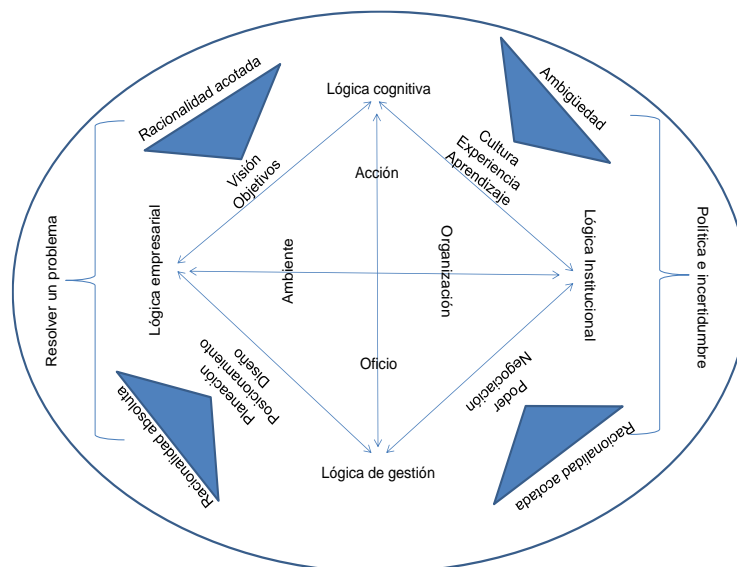 Racionalidad acotada
Lógica cognitiva
Ambigüedad
Visión
Objetivos
Acción
Cultura
Experiencia
Aprendizaje
Resolver un problema
Lógica empresarial
Ambiente
Organización
Lógica Institucional
Política e incertidumbre
Diseño
Posicionamiento
Planeación
Racionalidad absoluta
Oficio
Negociación
Poder
Racionalidad acotada
Lógica de gestión